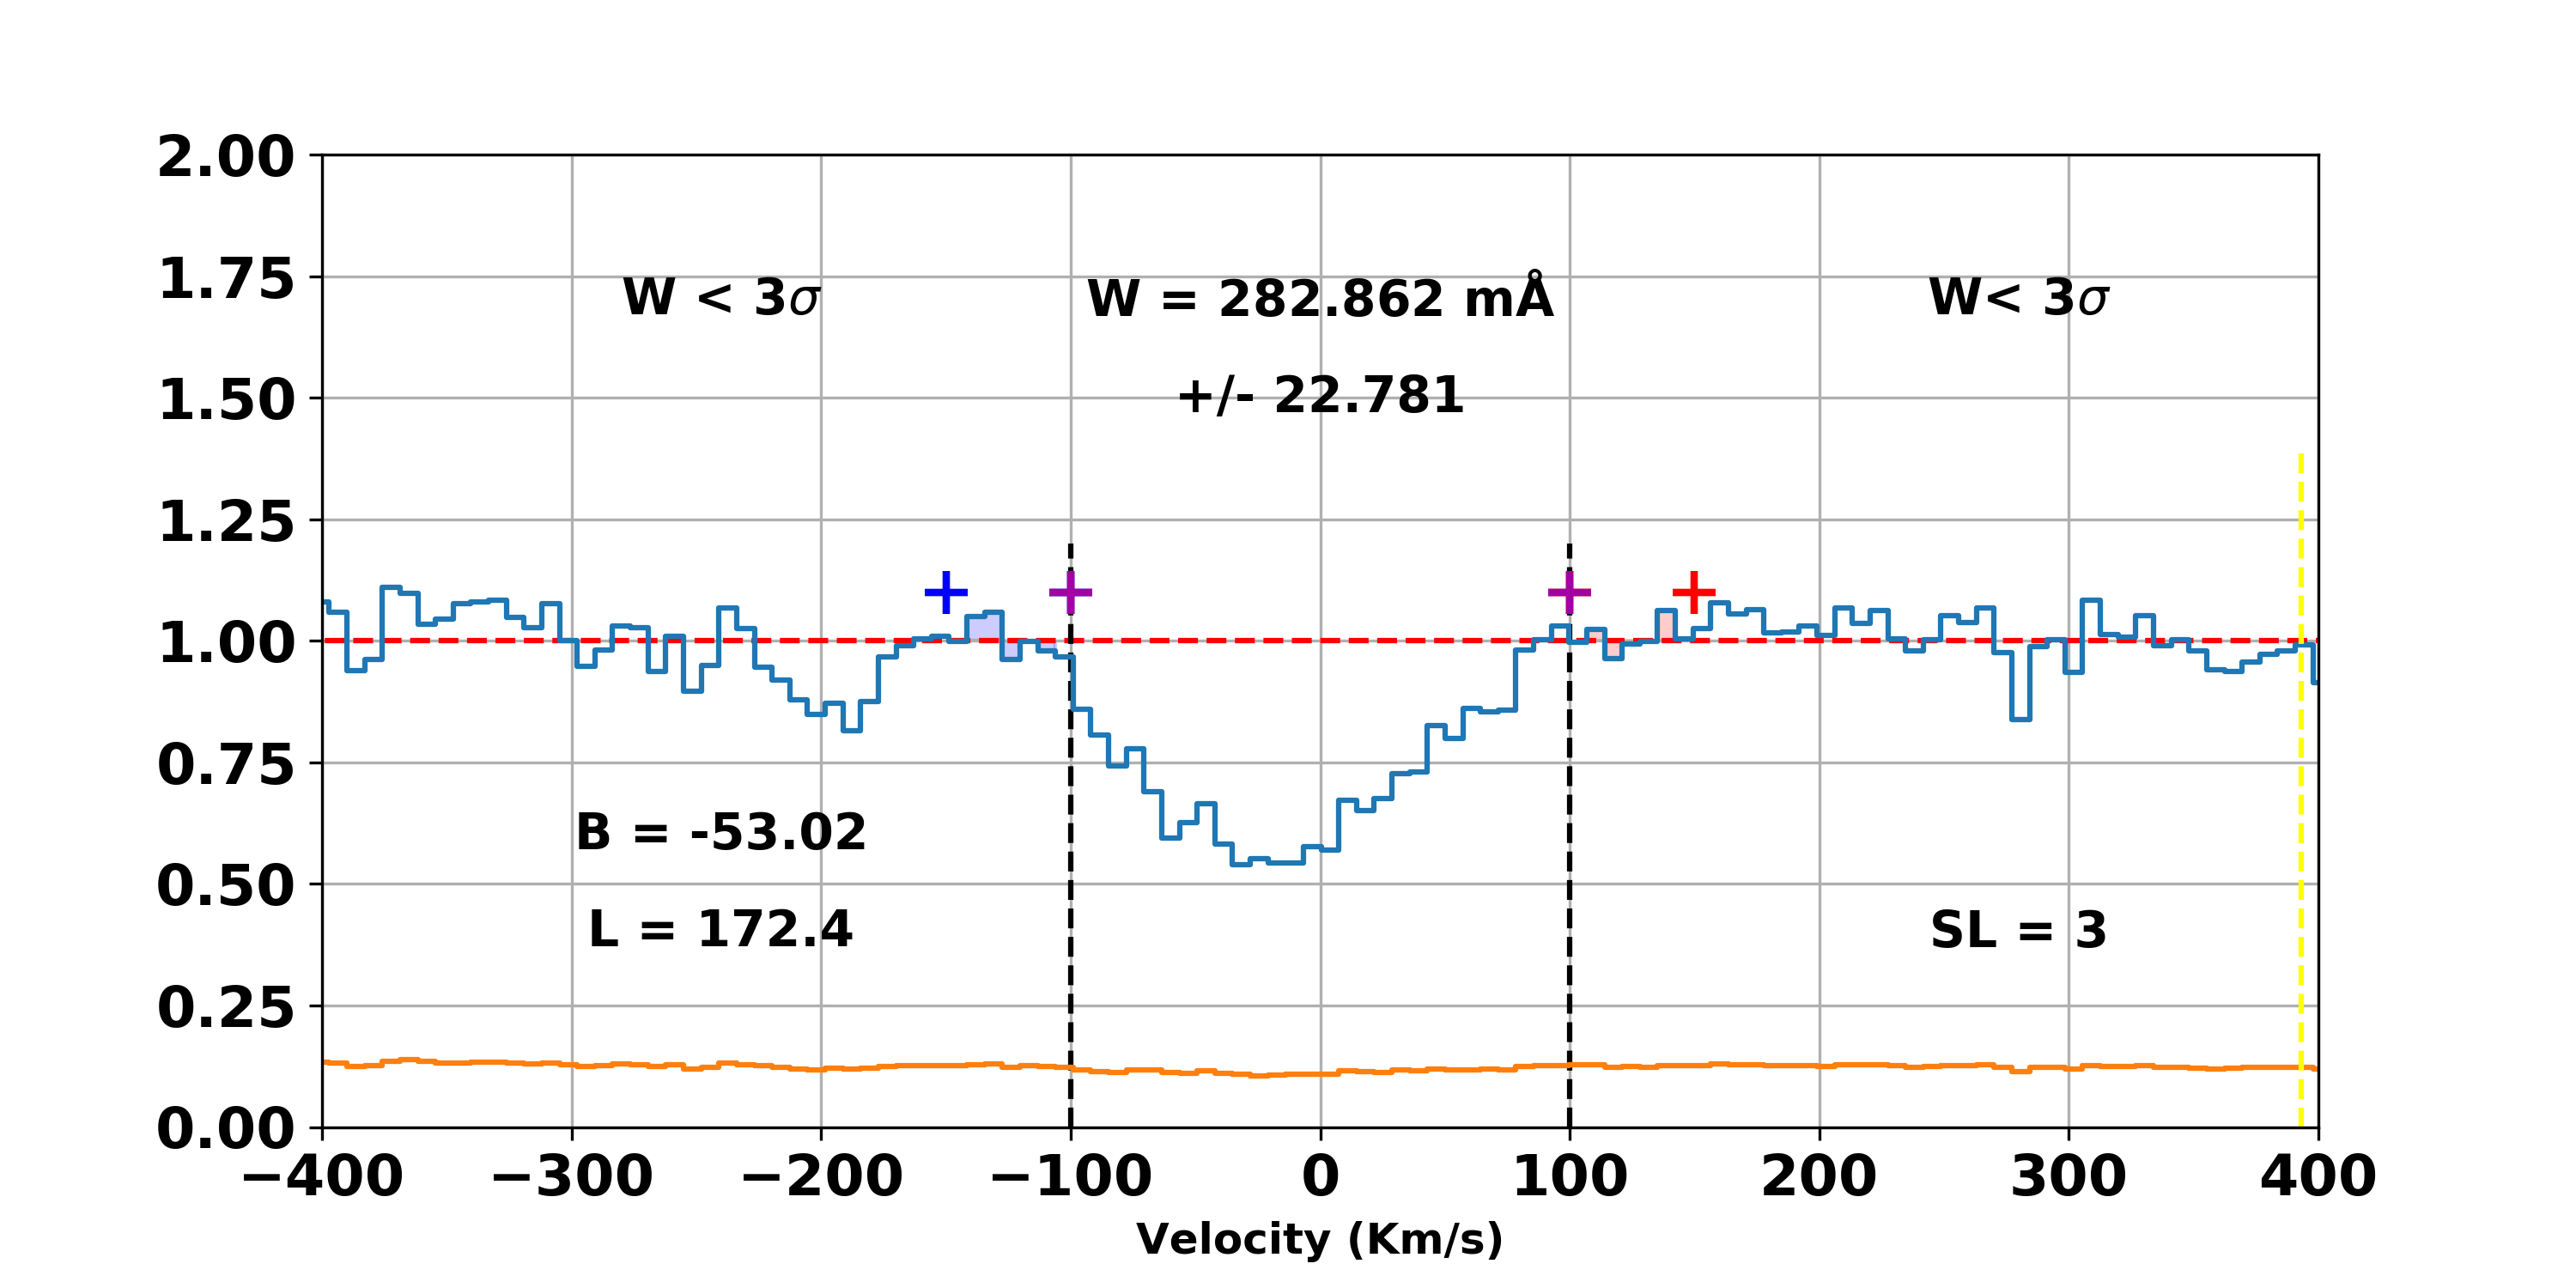 2.00
1.75
1.50
1.25
1.00
0.75
0.50
0.25
0.00
W < 3σ
W = 282.862 mÅ
+/- 22.781
W< 3σ
B = -53.02
L = 172.4
SL = 3
−400 −300 −200 −100 0 100 200 300 400
Velocity (Km/s)